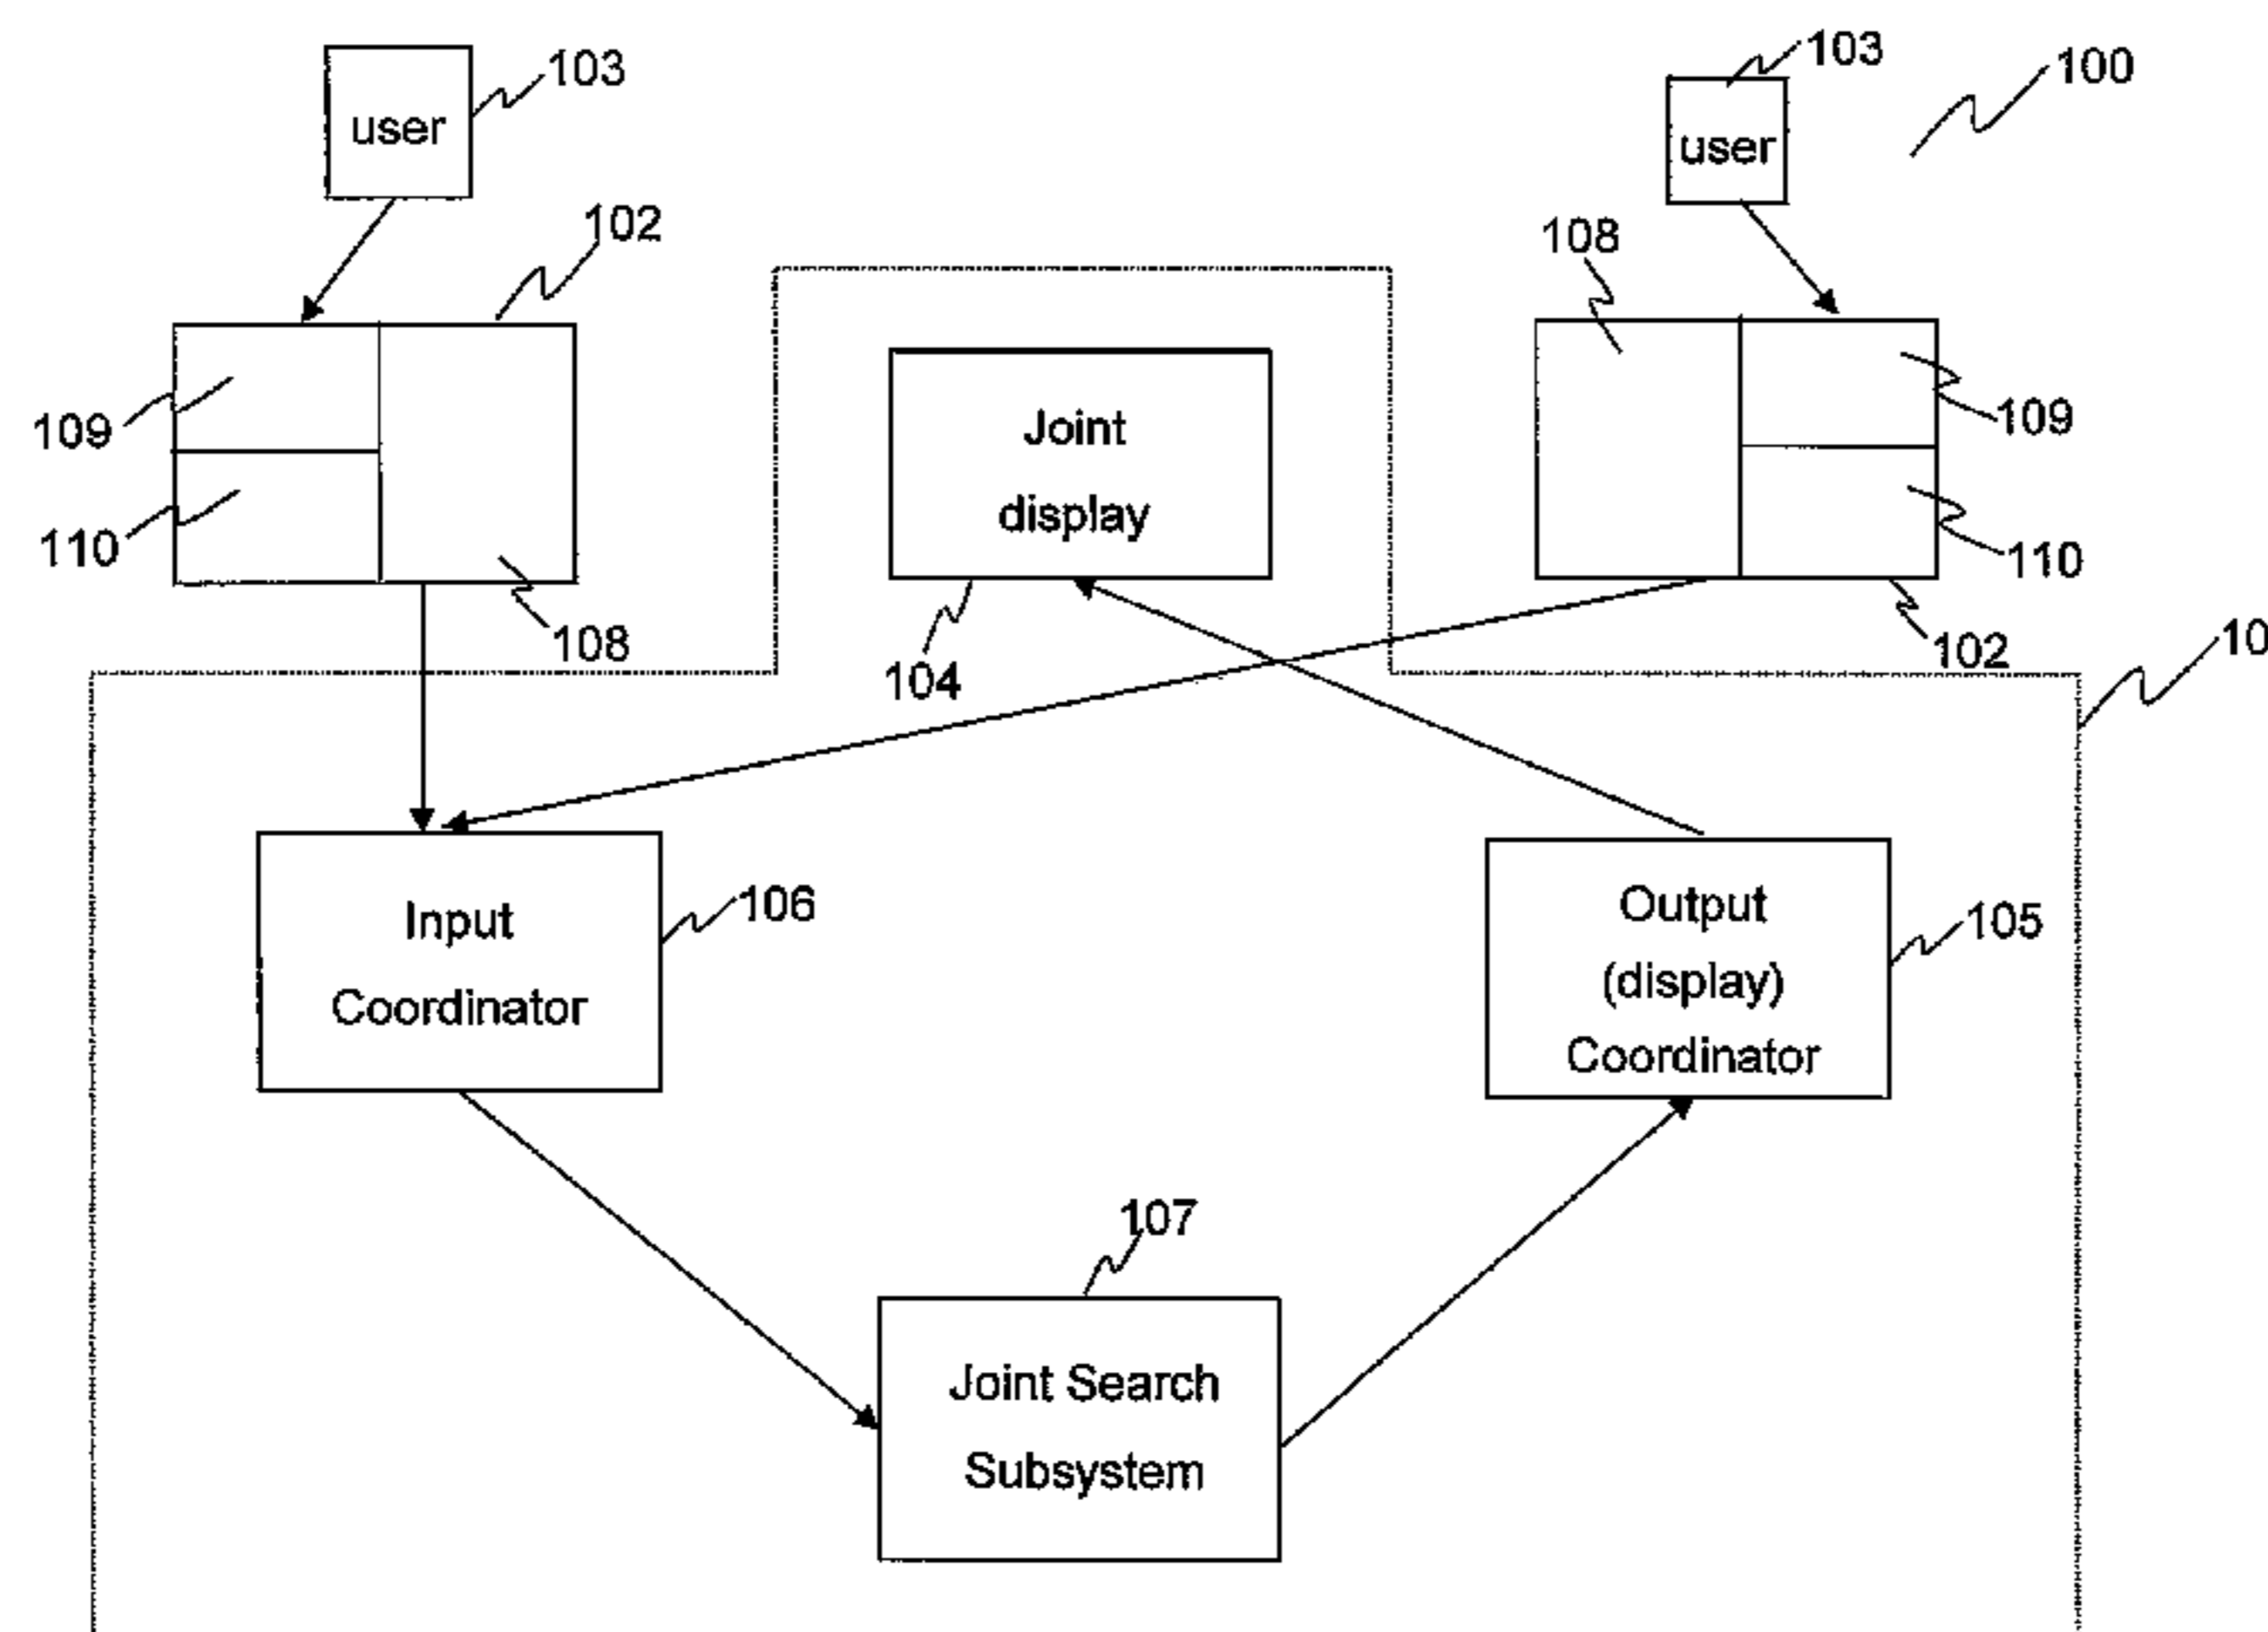 103
user
103
user
100
102
108
109
110
108
Joint
display
104
109
110
102
10
Input
Coordinator
106
Output
(display)
Coordinator
105
107
Joint Search
Subsystem